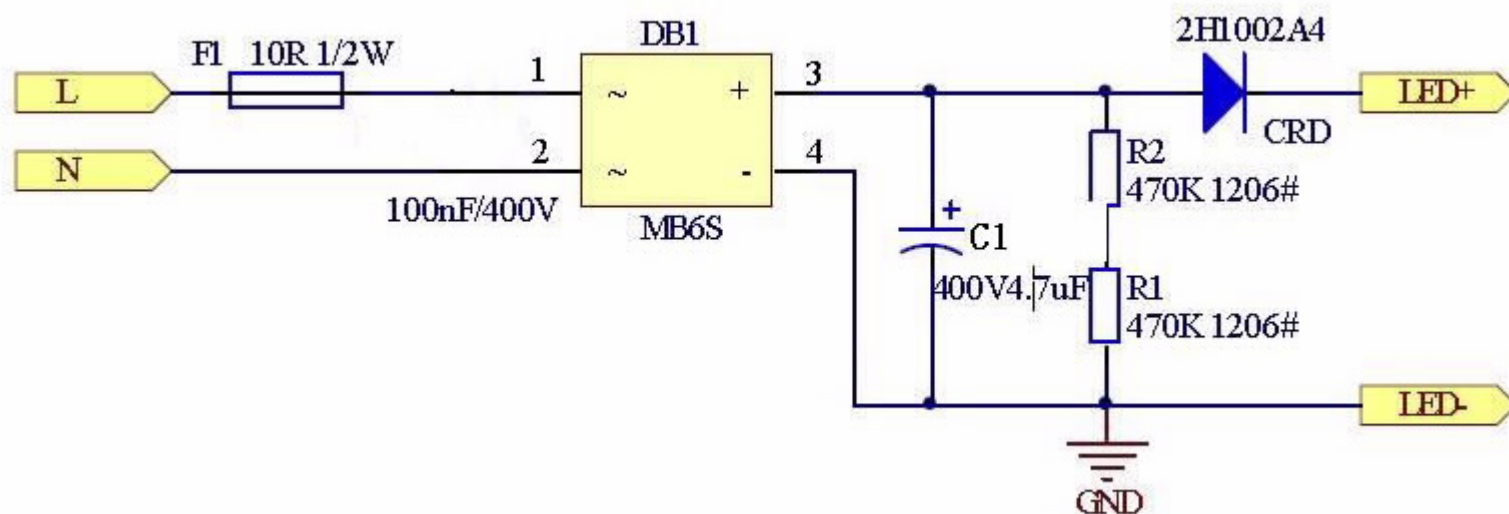 2H1002A4
DB1
F1 10R 1/2W
L
1
~
+
3
LED+
CRD
N
2
~
-
4
R2
470K 1206#
100nF/400V
MB6S
+
C1
400V4.7uF
R1
470K 1206#
LED-
GND